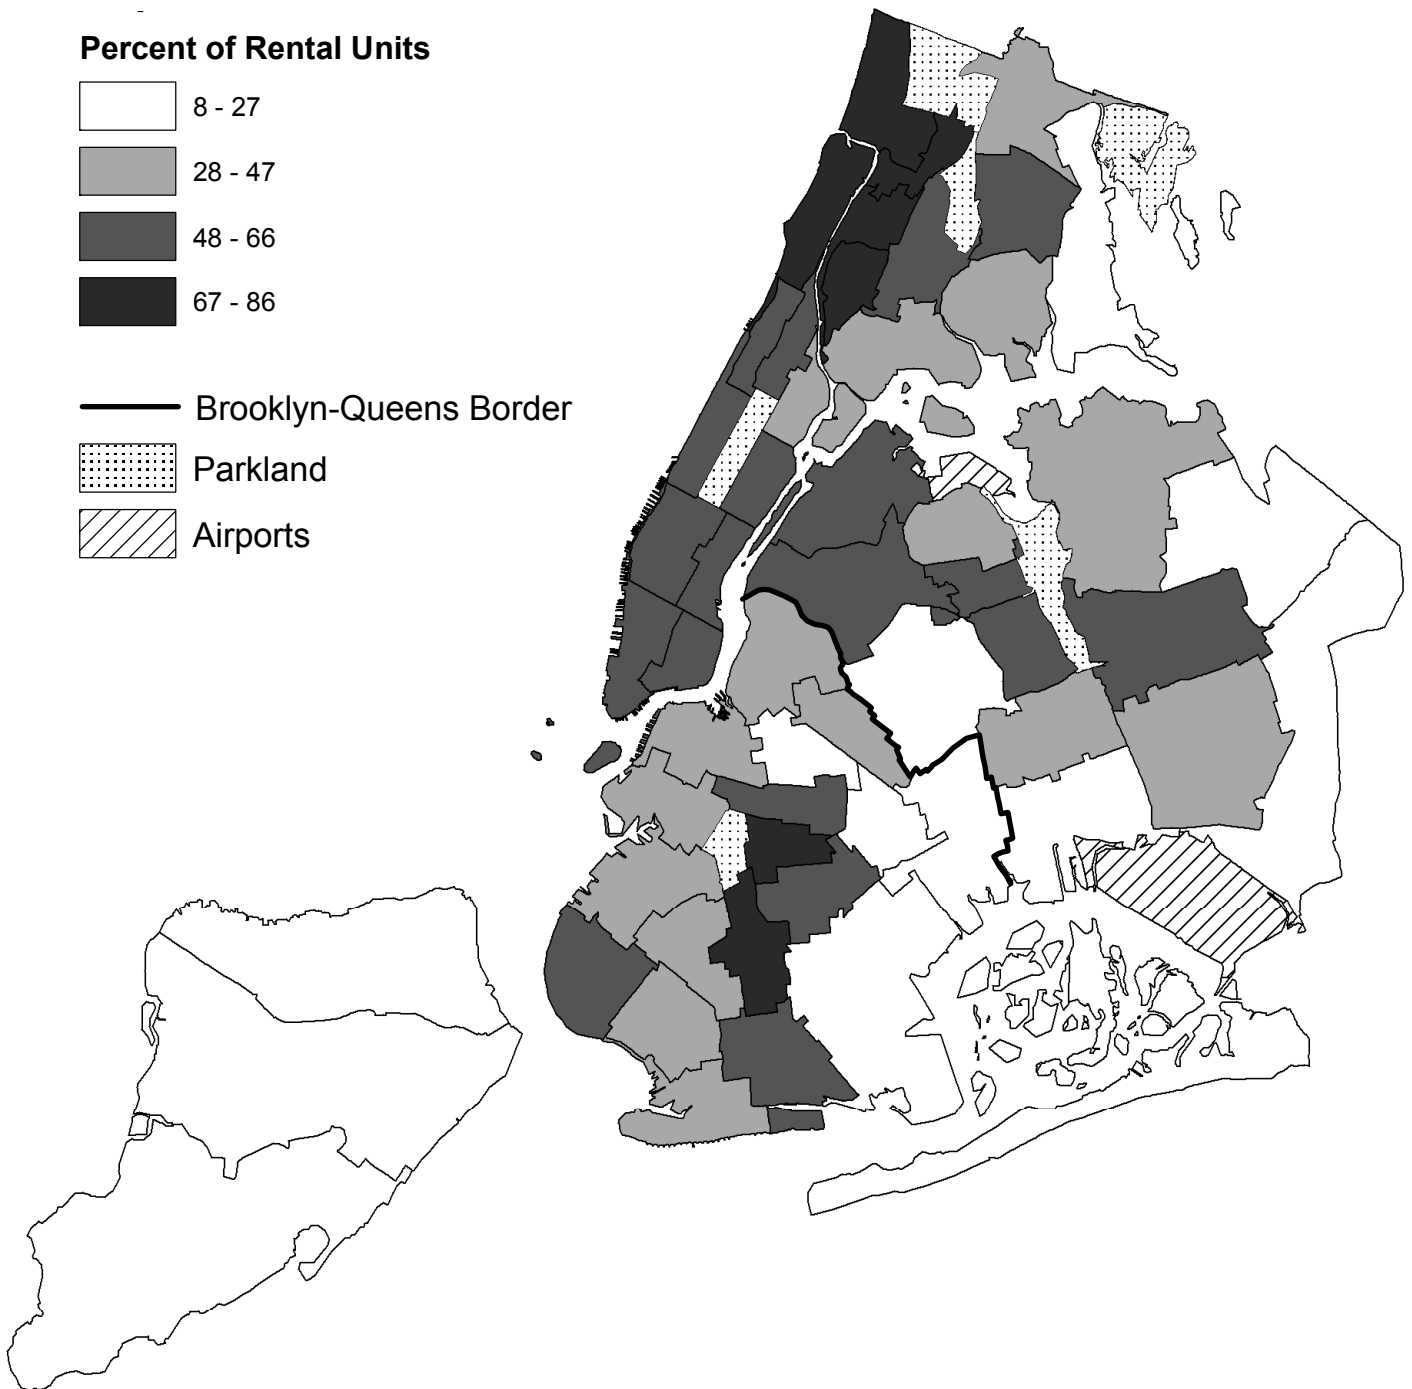 Percent of Rental Units
8 - 27
28 - 47
48 - 66
67 - 86
Brooklyn-Queens Border
Parkland
Airports